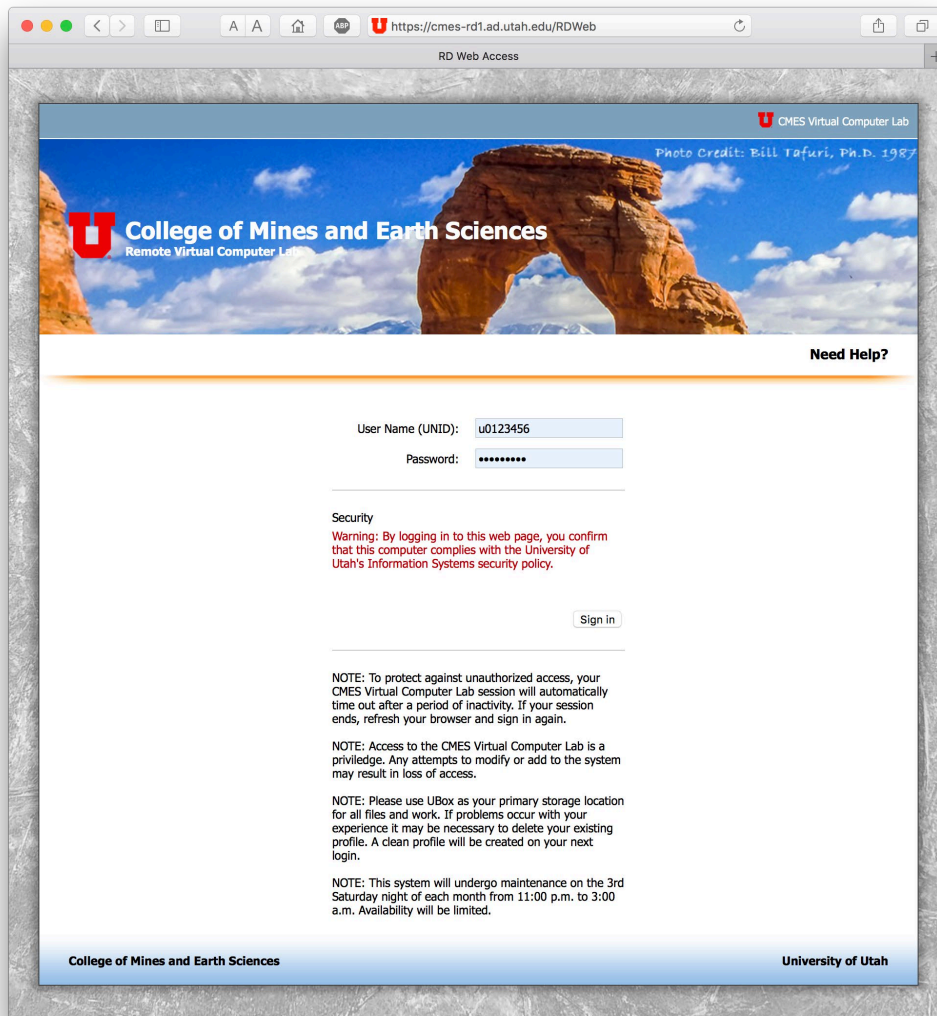 A A
ABP
https://cmes-rd1.ad.utah.edu/RDWeb
RD Web Access
U CMES Virtual Computer Lab
Photo Credit: Bill Tafuri, Ph.D. 1987
U College of Mines and Earth Sciences
Remote Virtual Computer Lab
Need Help?
User Name (UNID): u0123456
Password: •••••••••
Security
Warning: By logging in to this web page, you confirm
that this computer complies with the University of
Utah's Information Systems security policy.
Sign in
NOTE: To protect against unauthorized access, your
CMES Virtual Computer Lab session will automatically
time out after a period of inactivity. If your session
ends, refresh your browser and sign in again.
NOTE: Access to the CMES Virtual Computer Lab is a
priviledge. Any attempts to modify or add to the system
may result in loss of access.
NOTE: Please use UBox as your primary storage location
for all files and work. If problems occur with your
experience it may be necessary to delete your existing
profile. A clean profile will be created on your next
login.
NOTE: This system will undergo maintenance on the 3rd
Saturday night of each month from 11:00 p.m. to 3:00
a.m. Availability will be limited.
College of Mines and Earth Sciences
University of Utah